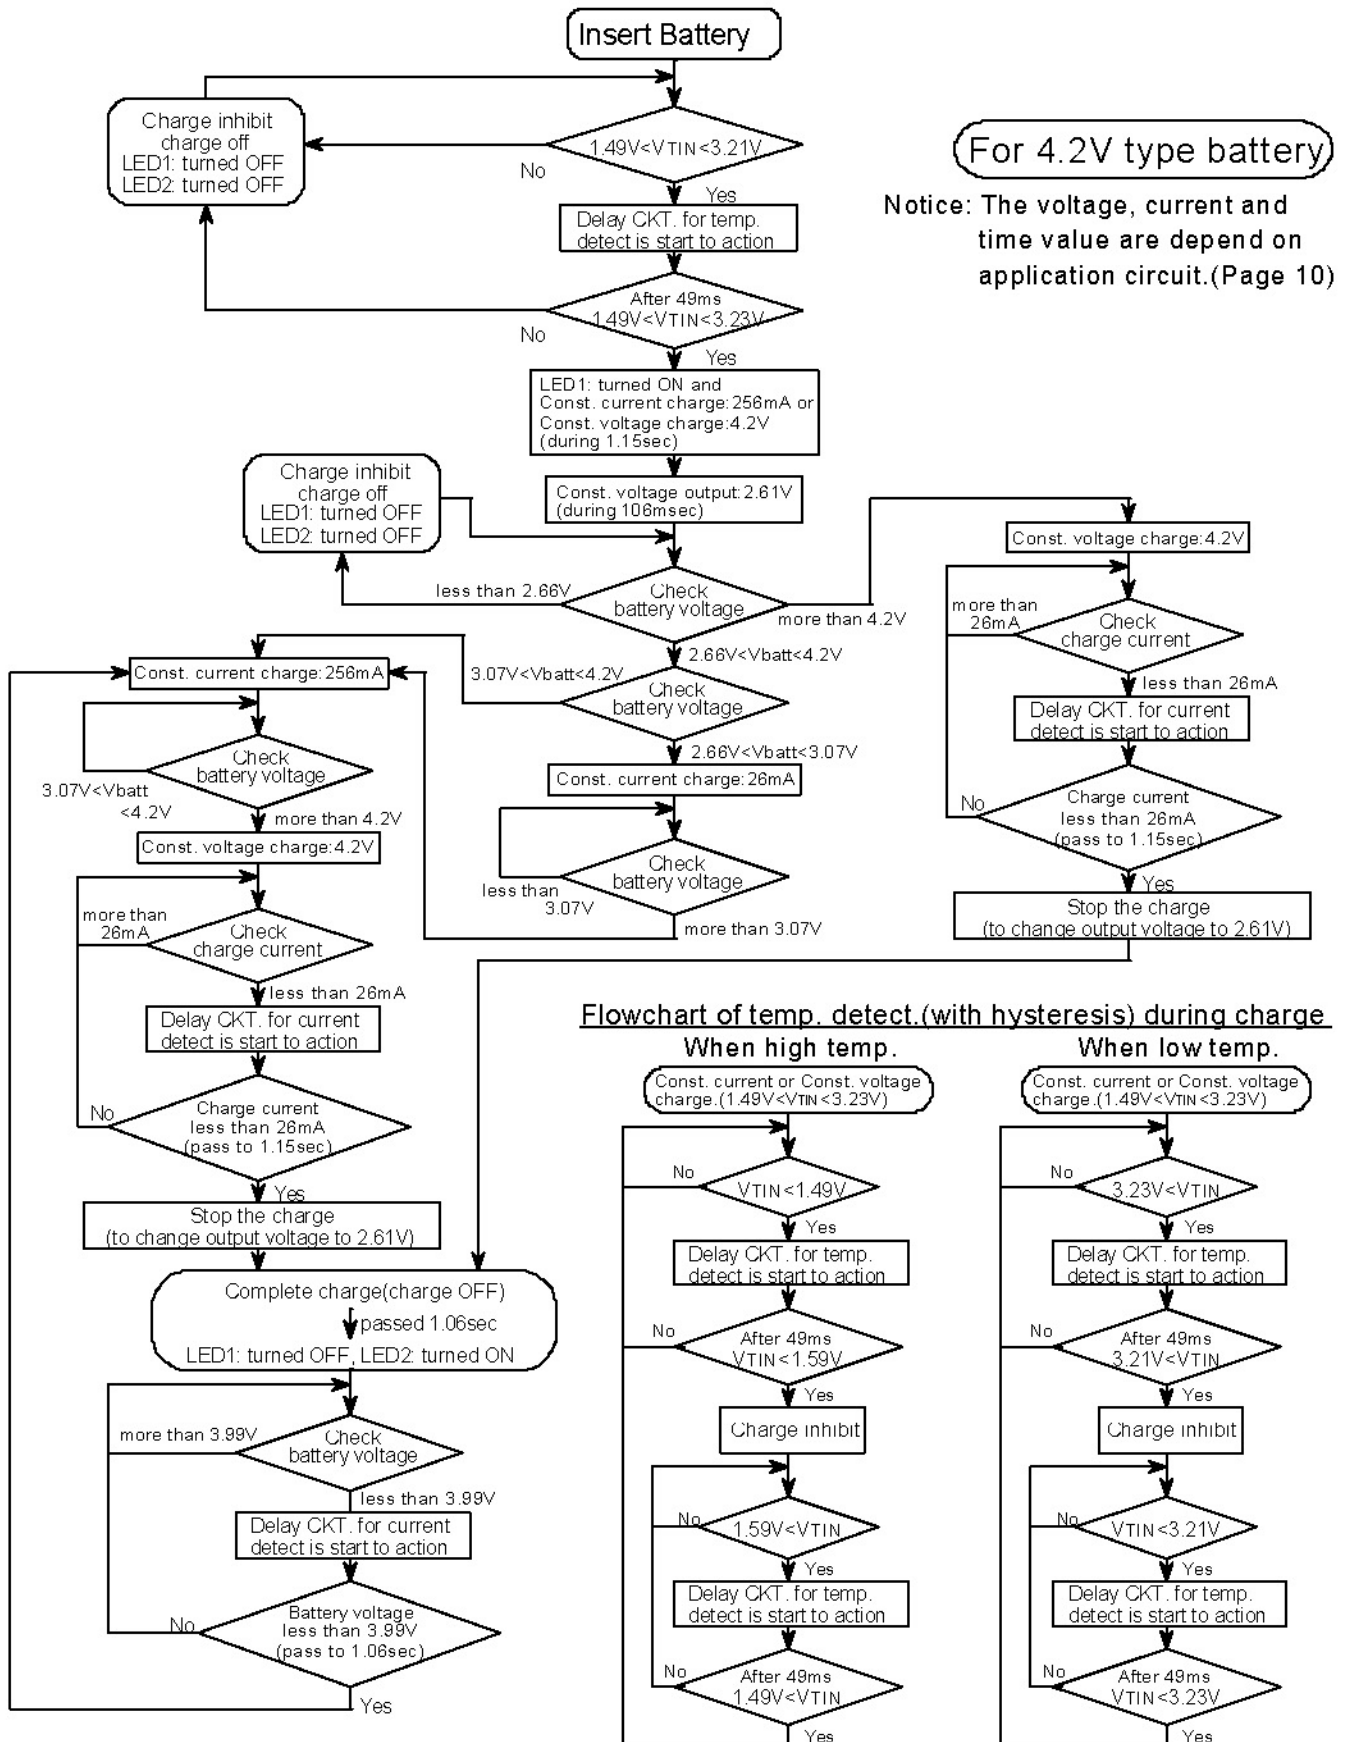 Insert Battery
Charge inhibit
charge off
LED1: turned OFF
LED2: turned OFF
1.49V<VTIN<3.21V
No
Yes
For 4.2V type battery
Notice: The voltage, current and
time value are depend on
application circuit.(Page 10)
Delay CKT. for temp.
detect is start to action
After 49ms
1.49V<VTIN<3.23V
No
Yes
LED1: turned ON and
Const. current charge:256mA or
Const. voltage charge:4.2V
(during 1.15sec)
Charge inhibit
charge off
LED1: turned OFF
LED2: turned OFF
Const. voltage output:2.61V
(during 106msec)
less than 2.66V
Check
battery voltage
more than 4.2V
2.66V<Vbatt<4.2V
3.07V<Vbatt<4.2V
Check
battery voltage
2.66V<Vbatt<3.07V
Const. current charge:26mA
Check
battery voltage
less than
3.07V
more than 3.07V
Const. voltage charge:4.2V
more than
26mA
Check
charge current
less than 26mA
Delay CKT. for current
detect is start to action
No
Charge current
less than 26mA
(pass to 1.15sec)
Yes
Stop the charge
(to change output voltage to 2.61V)
Const. current charge:256mA
Check
battery voltage
3.07V<Vbatt
<4.2V
more than 4.2V
Const. voltage charge:4.2V
more than
26mA
Check
charge current
less than 26mA
Delay CKT. for current
detect is start to action
No
Charge current
less than 26mA
(pass to 1.15sec)
Yes
Stop the charge
(to change output voltage to 2.61V)
Complete charge(charge OFF)
passed 1.06sec
LED1: turned OFF, LED2: turned ON
more than 3.99V
Check
battery voltage
less than 3.99V
Delay CKT. for current
detect is start to action
No
Battery voltage
less than 3.99V
(pass to 1.06sec)
Yes
Flowchart of temp. detect.(with hysteresis) during charge
When high temp.
Const. current or Const. voltage
charge.(1.49V<VTIN<3.23V)
No
VTIN<1.49V
Yes
Delay CKT. for temp.
detect is start to action
No
After 49ms
VTIN<1.59V
Yes
Charge inhibit
No
1.59V<VTIN
Yes
Delay CKT. for temp.
detect is start to action
No
After 49ms
1.49V<VTIN
Yes
When low temp.
Const. current or Const. voltage
charge.(1.49V<VTIN<3.23V)
No
3.23V<VTIN
Yes
Delay CKT. for temp.
detect is start to action
No
After 49ms
3.21V<VTIN
Yes
Charge inhibit
No
VTIN<3.21V
Yes
Delay CKT. for temp.
detect is start to action
No
After 49ms
VTIN<3.23V
Yes